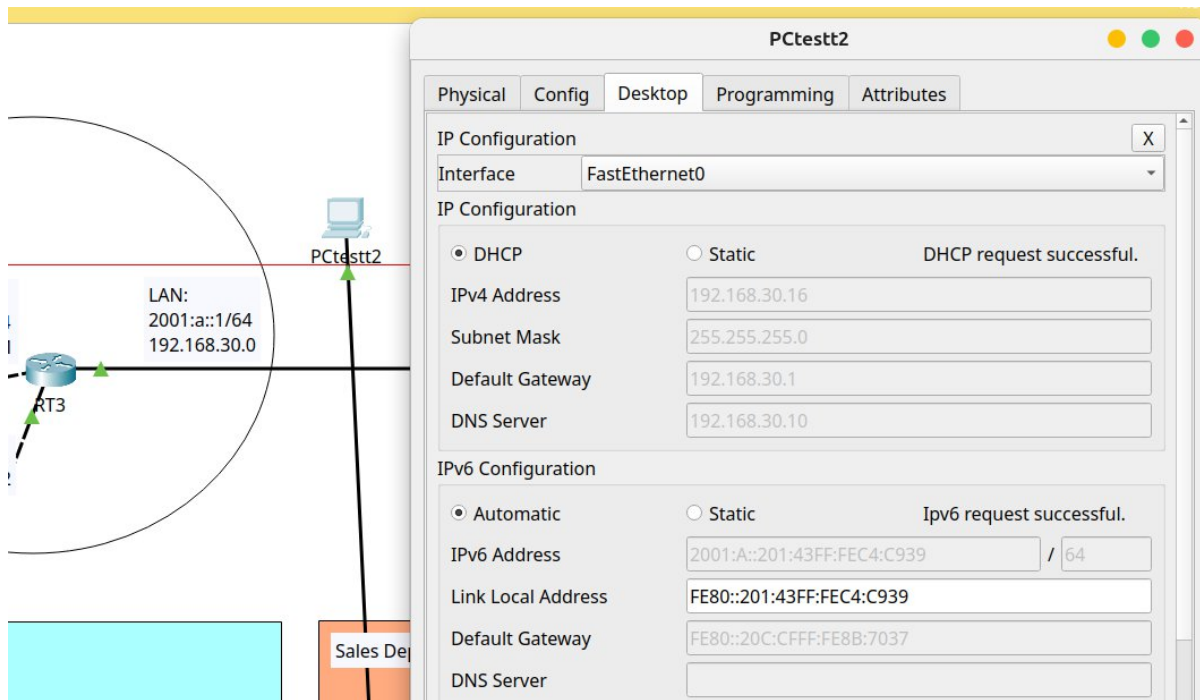 PCtestt2
Physical Config Desktop Programming Attributes
IP Configuration X
Interface FastEthernet0
IP Configuration
DHCP Static DHCP request successful.
IPv4 Address 192.168.30.16
Subnet Mask 255.255.255.0
Default Gateway 192.168.30.1
DNS Server 192.168.30.10
IPv6 Configuration
Automatic Static Ipv6 request successful.
IPv6 Address 2001:A::201:43FF:FEC4:C939 / 64
Link Local Address FE80::201:43FF:FEC4:C939
Default Gateway FE80::20C:CFFF:FE8B:7037
DNS Server
PCtestt2
LAN:
2001:a::1/64
192.168.30.0
RT3
Sales